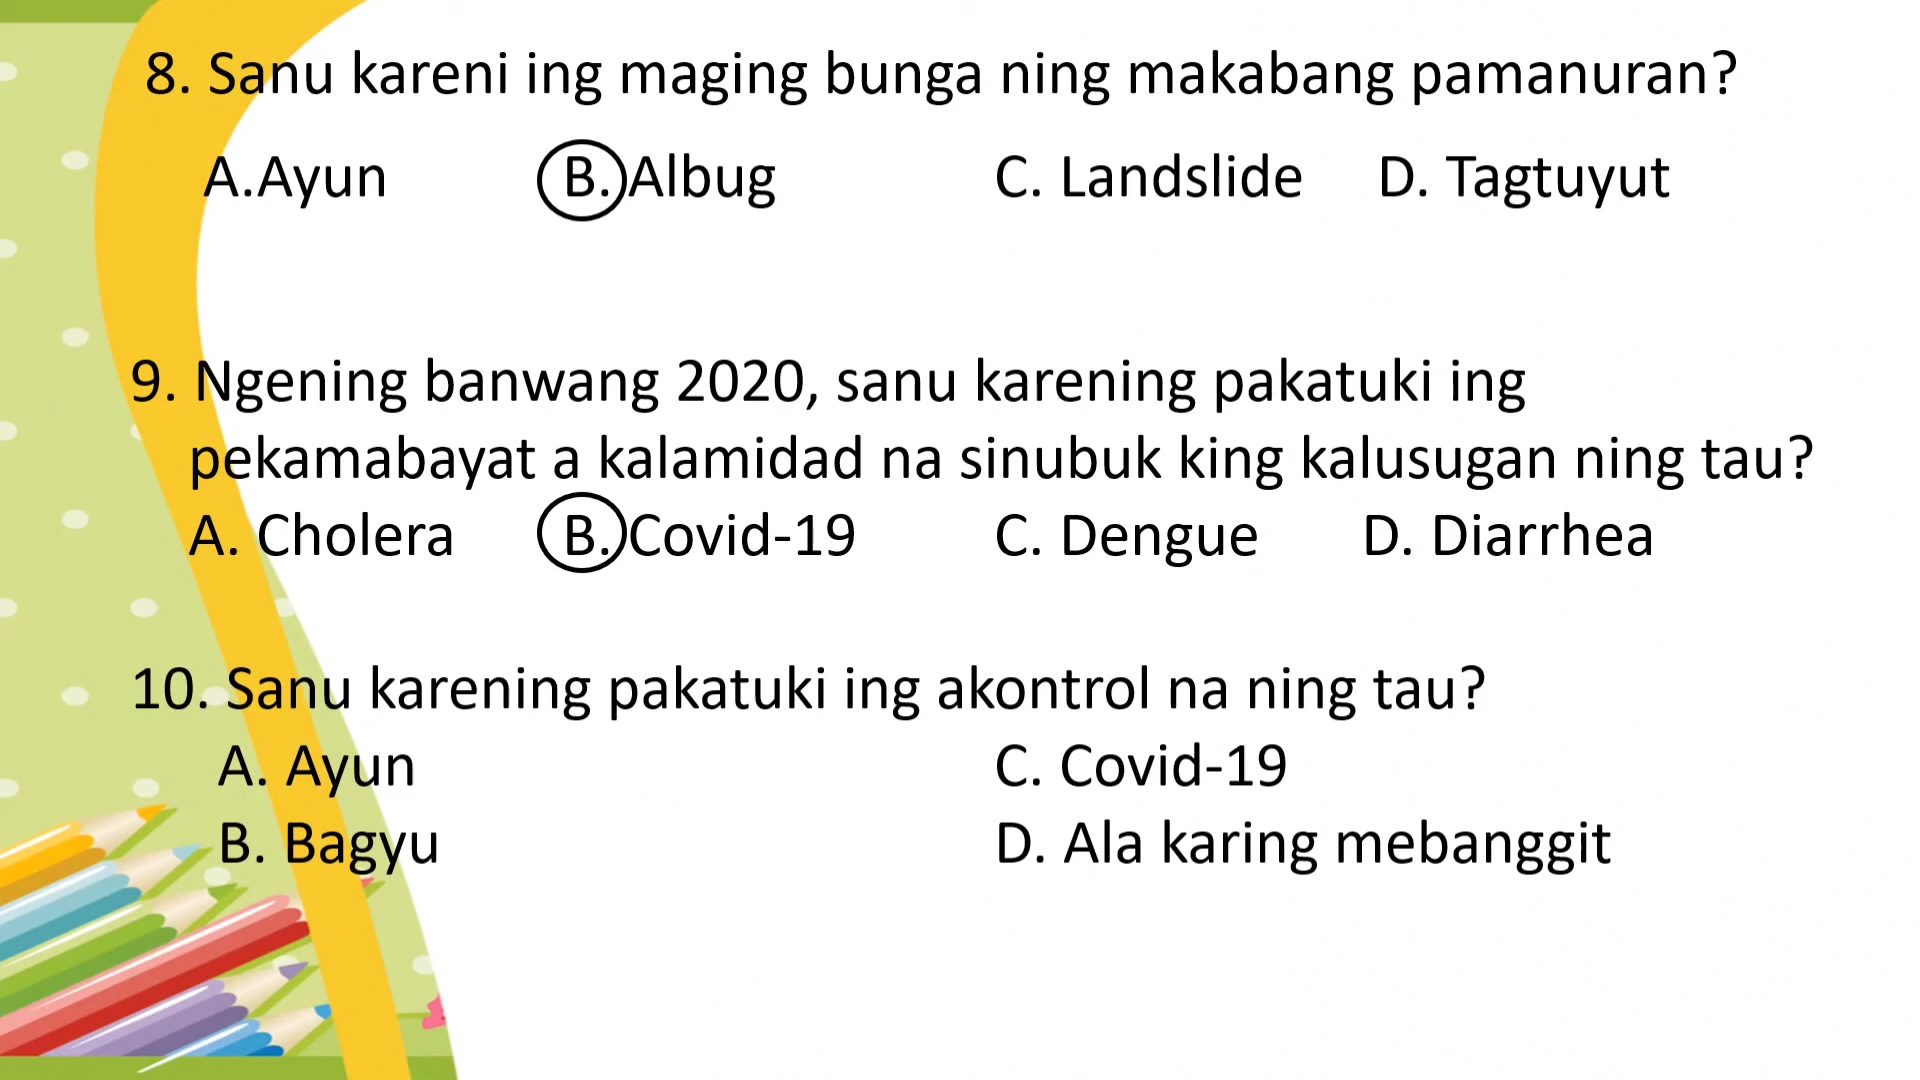 8. Sanu kareni ing maging bunga ning makabang pamanuran?
A.Ayun B. Albug C. Landslide D. Tagtuyut
9. Ngening banwang 2020, sanu karening pakatuki ing
pekamabayat a kalamidad na sinubuk king kalusugan ning tau?
A. Cholera B. Covid-19 C. Dengue D. Diarrhea
10. Sanu karening pakatuki ing akontrol na ning tau?
A. Ayun C. Covid-19
B. Bagyu D. Ala karing mebanggit